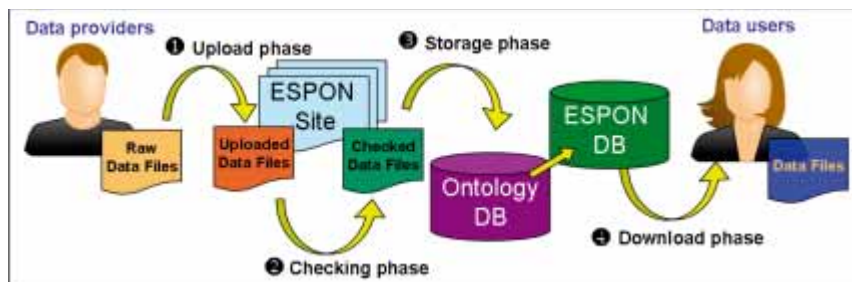 Data providers
❶ Upload phase
❸ Storage phase
Data users
ESPON
Site
ESPON
DB
Raw
Data Files
Uploaded
Data Files
Checked
Data Files
Ontology
DB
Data Files
❹ Download phase
❷ Checking phase